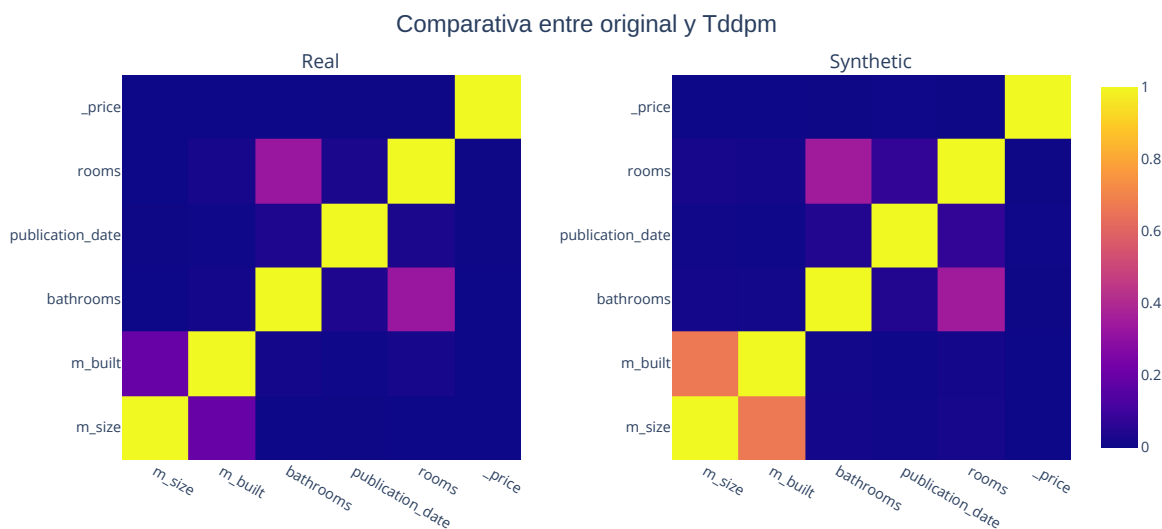 Comparativa entre original y Tddpm
Real
Synthetic
_price
rooms
publication_date
bathrooms
m_built
m_size
m_size
m_built
bathrooms
publication_date
rooms
_price
_price
rooms
publication_date
bathrooms
m_built
m_size
m_size
m_built
bathrooms
publication_date
rooms
_price
1
0.8
0.6
0.4
0.2
0